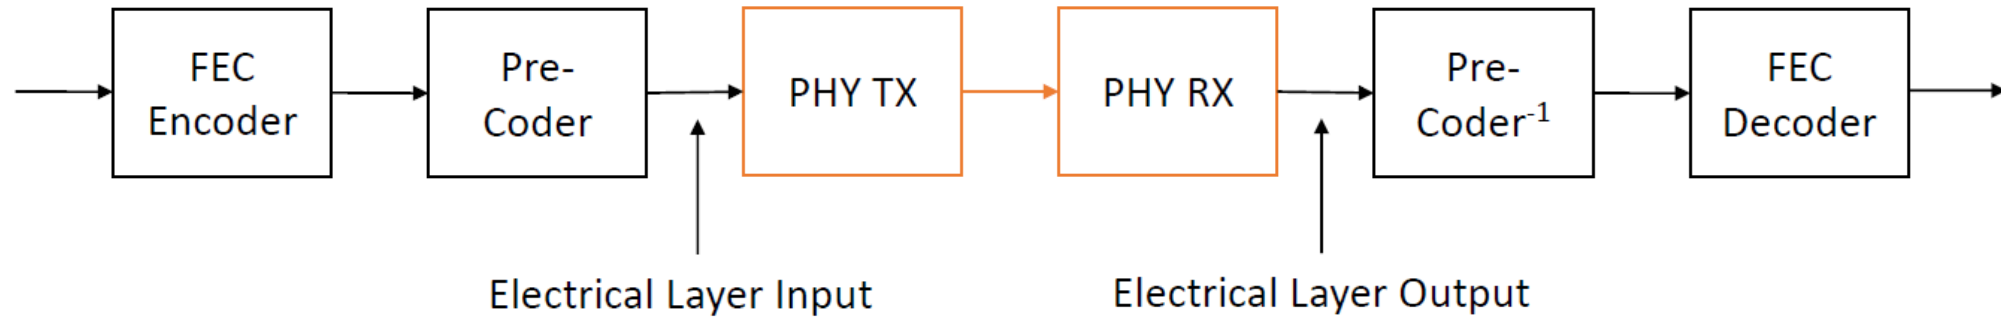 FEC
Encoder
Pre-
Coder
PHY TX
PHY RX
Pre-
Coder⁻¹
FEC
Decoder
Electrical Layer Input
Electrical Layer Output